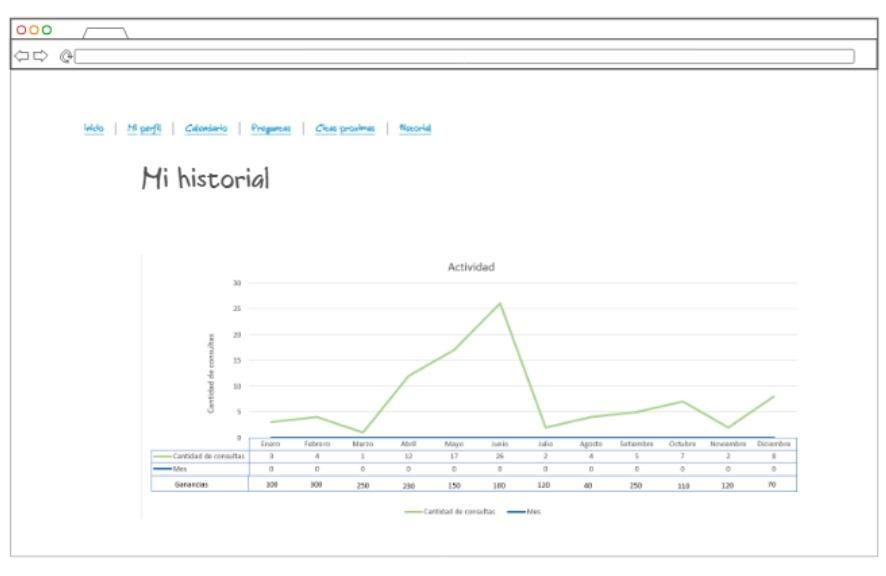 Inicio | Mi perfil | Calendario | Preguntas | Citas proximas | Historial
Mi historial
Actividad
Cantidad de consultas
30
25
20
15
10
5
0
Enero Febrero Marzo Abril Mayo Junio Julio Agosto Setiembre Octubre Noviembre Diciembre
Cantidad de consultas 3 4 1 12 17 26 2 4 5 7 2 8
Mes 0 0 0 0 0 0 0 0 0 0 0 0
Ganancias 100 300 250 230 150 180 120 40 250 110 120 70
Cantidad de consultas Mes